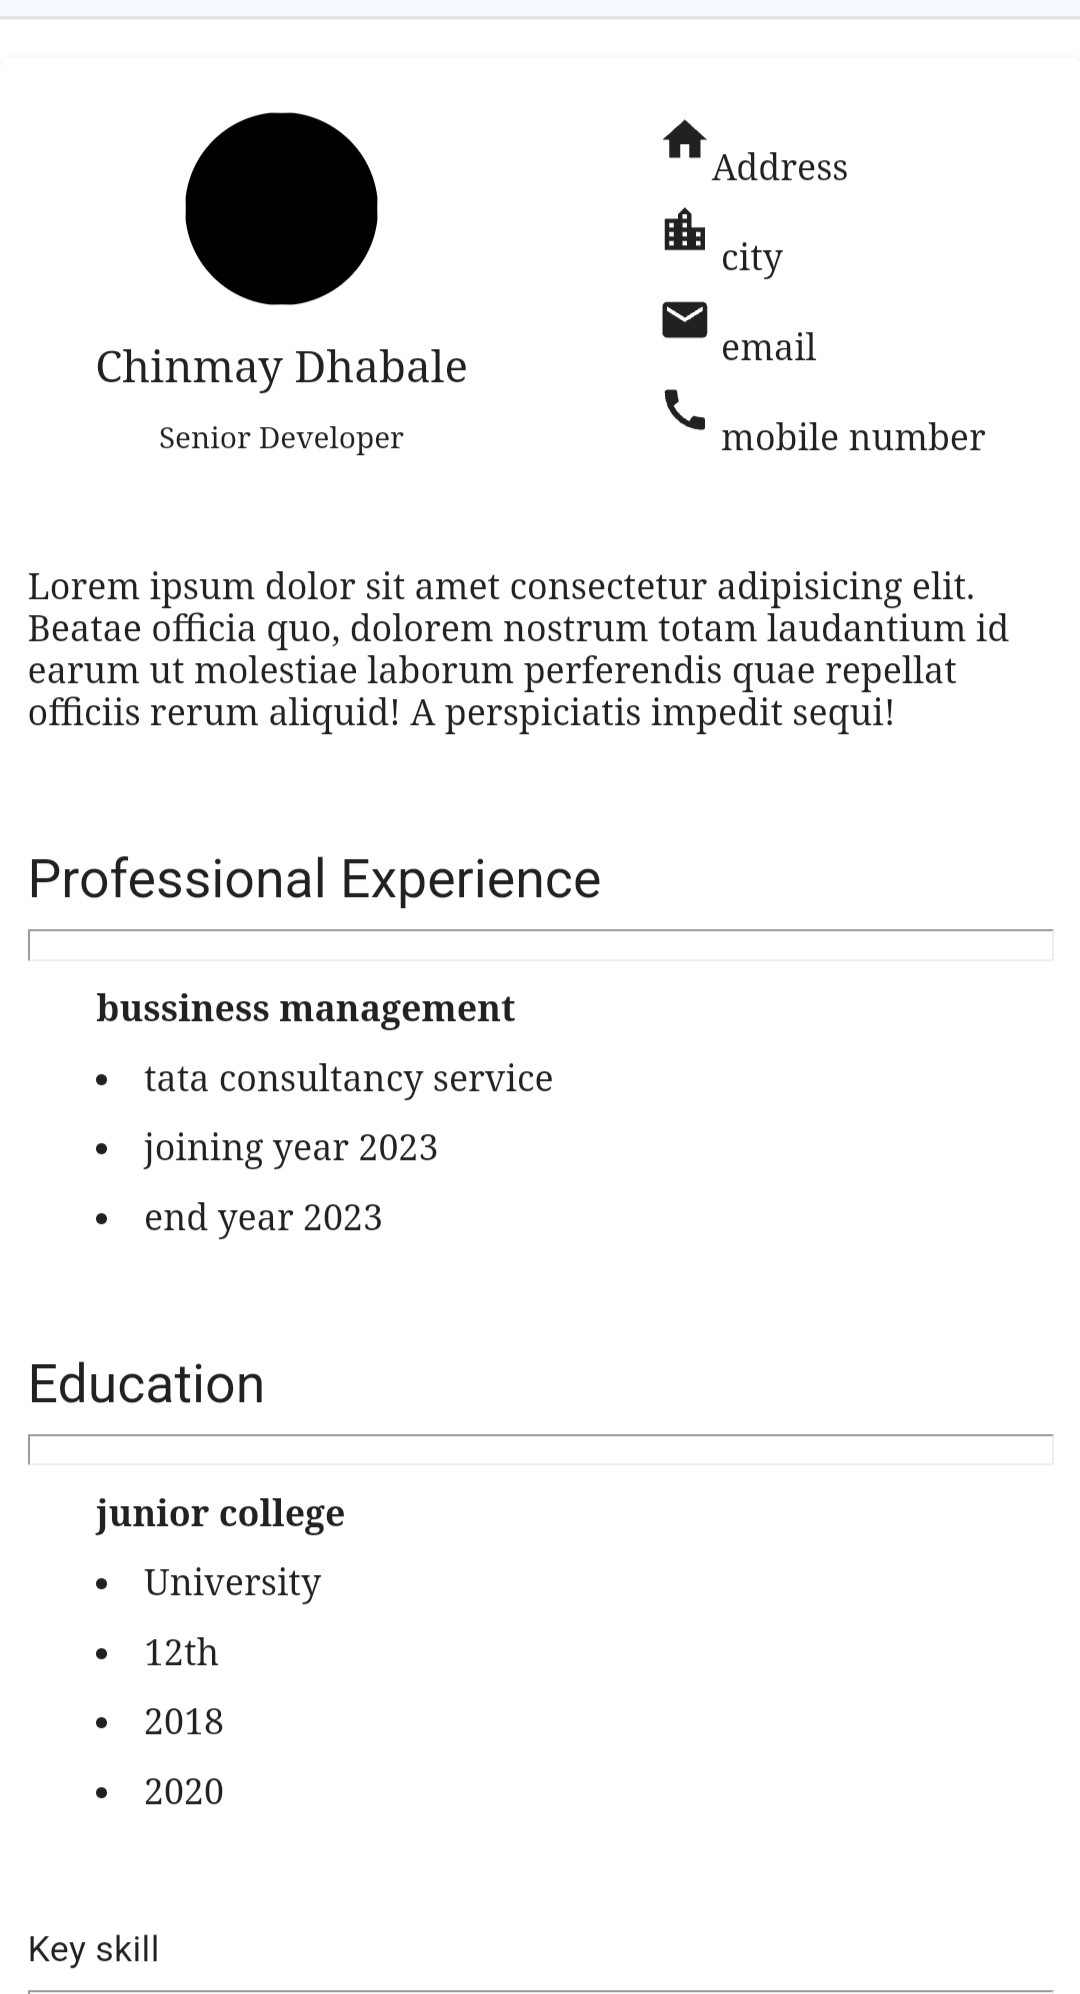 Chinmay Dhabale
Senior Developer
Address
city
email
mobile number
Lorem ipsum dolor sit amet consectetur adipisicing elit.
Beatae officia quo, dolorem nostrum totam laudantium id
earum ut molestiae laborum perferendis quae repellat
officiis rerum aliquid! A perspiciatis impedit sequi!
Professional Experience
bussiness management
• tata consultancy service
• joining year 2023
• end year 2023
Education
junior college
• University
• 12th
• 2018
• 2020
Key skill